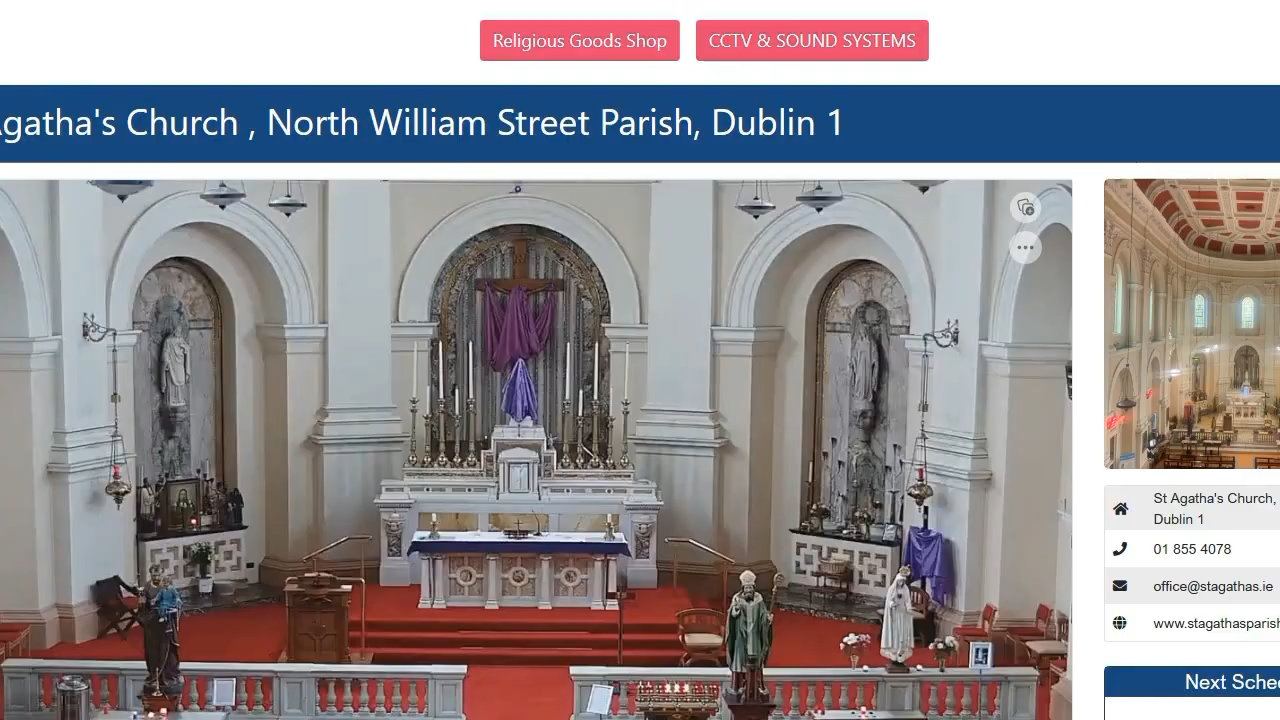 Religious Goods Shop
CCTV & SOUND SYSTEMS
Agatha's Church , North William Street Parish, Dublin 1
St Agatha's Church,
Dublin 1
01 855 4078
office@stagathas.ie
www.stagathasparish
Next Sche